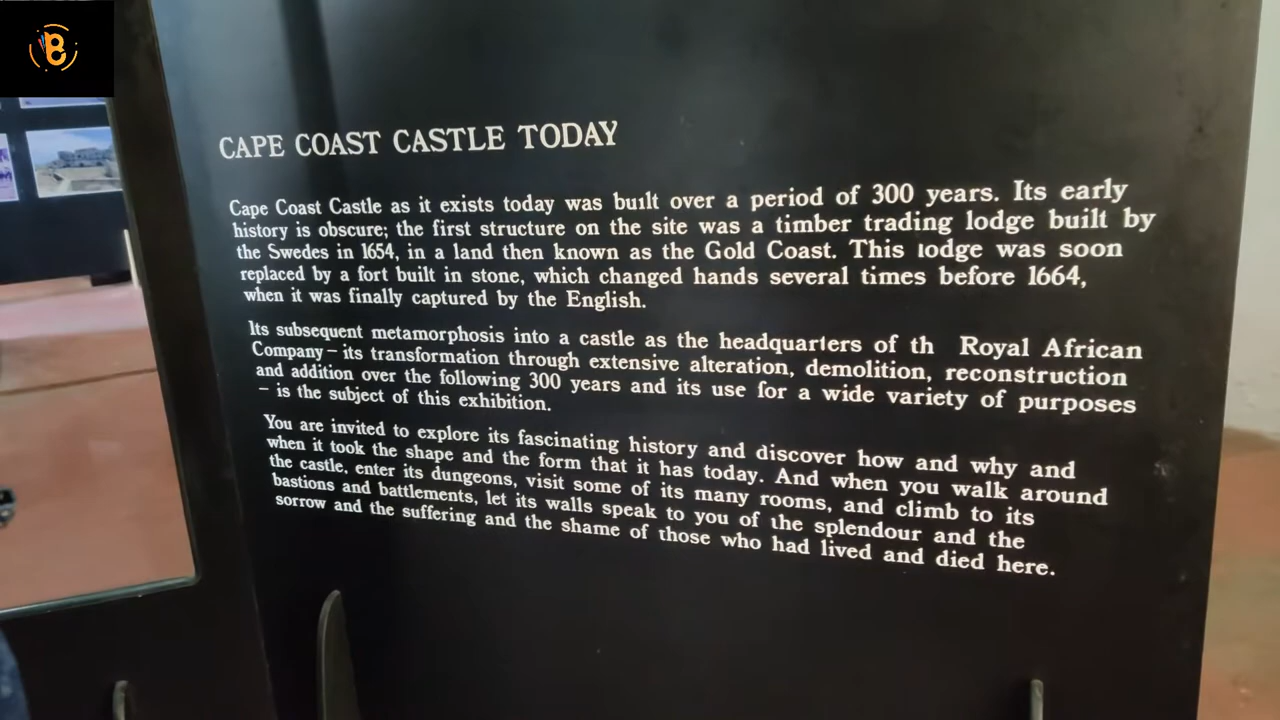 B
CAPE COAST CASTLE TODAY
Cape Coast Castle as it exists today was built over a period of 300 years. Its early
history is obscure; the first structure on the site was a timber trading lodge built by
the Swedes in 1654, in a land then known as the Gold Coast. This lodge was soon
replaced by a fort built in stone, which changed hands several times before 1664,
when it was finally captured by the English.
Its subsequent metamorphosis into a castle as the headquarters of th Royal African
Company – its transformation through extensive alteration, demolition, reconstruction
and addition over the following 300 years and its use for a wide variety of purposes
– is the subject of this exhibition.
You are invited to explore its fascinating history and discover how and why and
when it took the shape and the form that it has today. And when you walk around
the castle, enter its dungeons, visit some of its many rooms, and climb to its
bastions and battlements, let its walls speak to you of the splendour and the
sorrow and the suffering and the shame of those who had lived and died here.